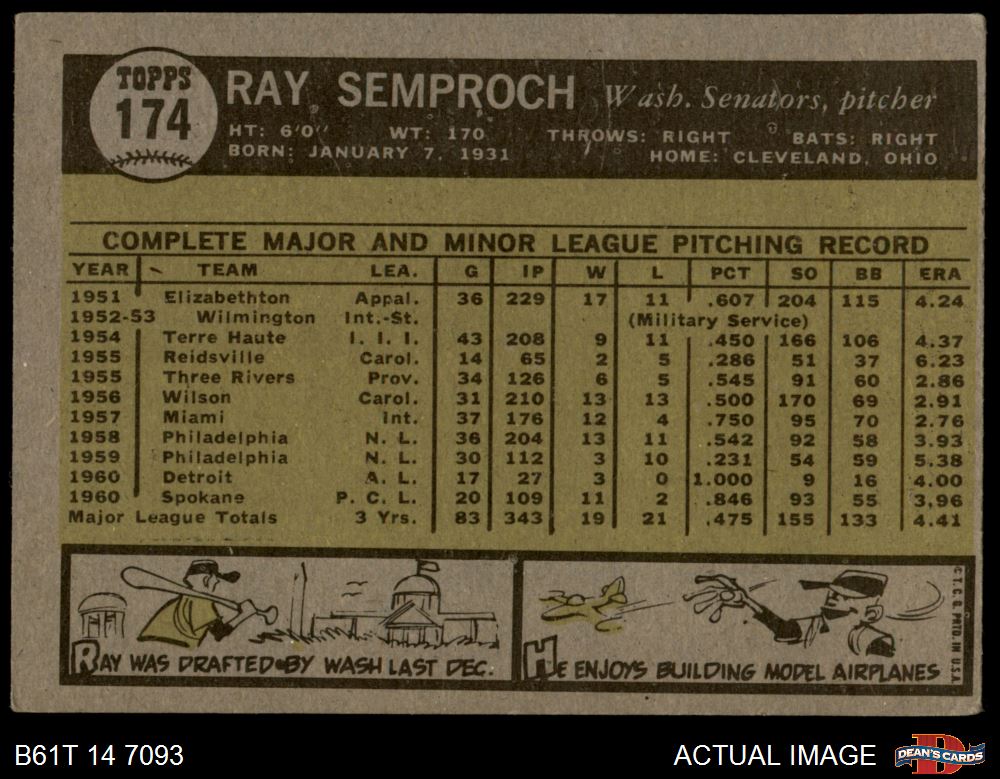 TOPPS
174
RAY SEMPROCH Wash. Senators, pitcher
HT: 6'0" WT: 170 THROWS: RIGHT BATS: RIGHT
BORN: JANUARY 7, 1931 HOME: CLEVELAND, OHIO
COMPLETE MAJOR AND MINOR LEAGUE PITCHING RECORD
YEAR TEAM LEA. G IP W L PCT SO BB ERA
1951 Elizabethton Appal. 36 229 17 11 .607 204 115 4.24
1952-53 Wilmington Int.-St. (Military Service)
1954 Terre Haute I. I. I. 43 208 9 11 .450 166 106 4.37
1955 Reidsville Carol. 14 65 2 5 .286 51 37 6.23
1955 Three Rivers Prov. 34 126 6 5 .545 91 60 2.86
1956 Wilson Carol. 31 210 13 13 .500 170 69 2.91
1957 Miami Int. 37 176 12 4 .750 95 70 2.76
1958 Philadelphia N. L. 36 204 13 11 .542 92 58 3.93
1959 Philadelphia N. L. 30 112 3 10 .231 54 59 5.38
1960 Detroit A. L. 17 27 3 0 1.000 9 16 4.00
1960 Spokane P. C. L. 20 109 11 2 .846 93 55 3.96
Major League Totals 3 Yrs. 83 343 19 21 .475 155 133 4.41
RAY WAS DRAFTED BY WASH LAST DEC.
HE ENJOYS BUILDING MODEL AIRPLANES
© T. C. G. PRTD. IN U.S.A.
B61T 14 7093 ACTUAL IMAGE
D
DEAN'S CARDS